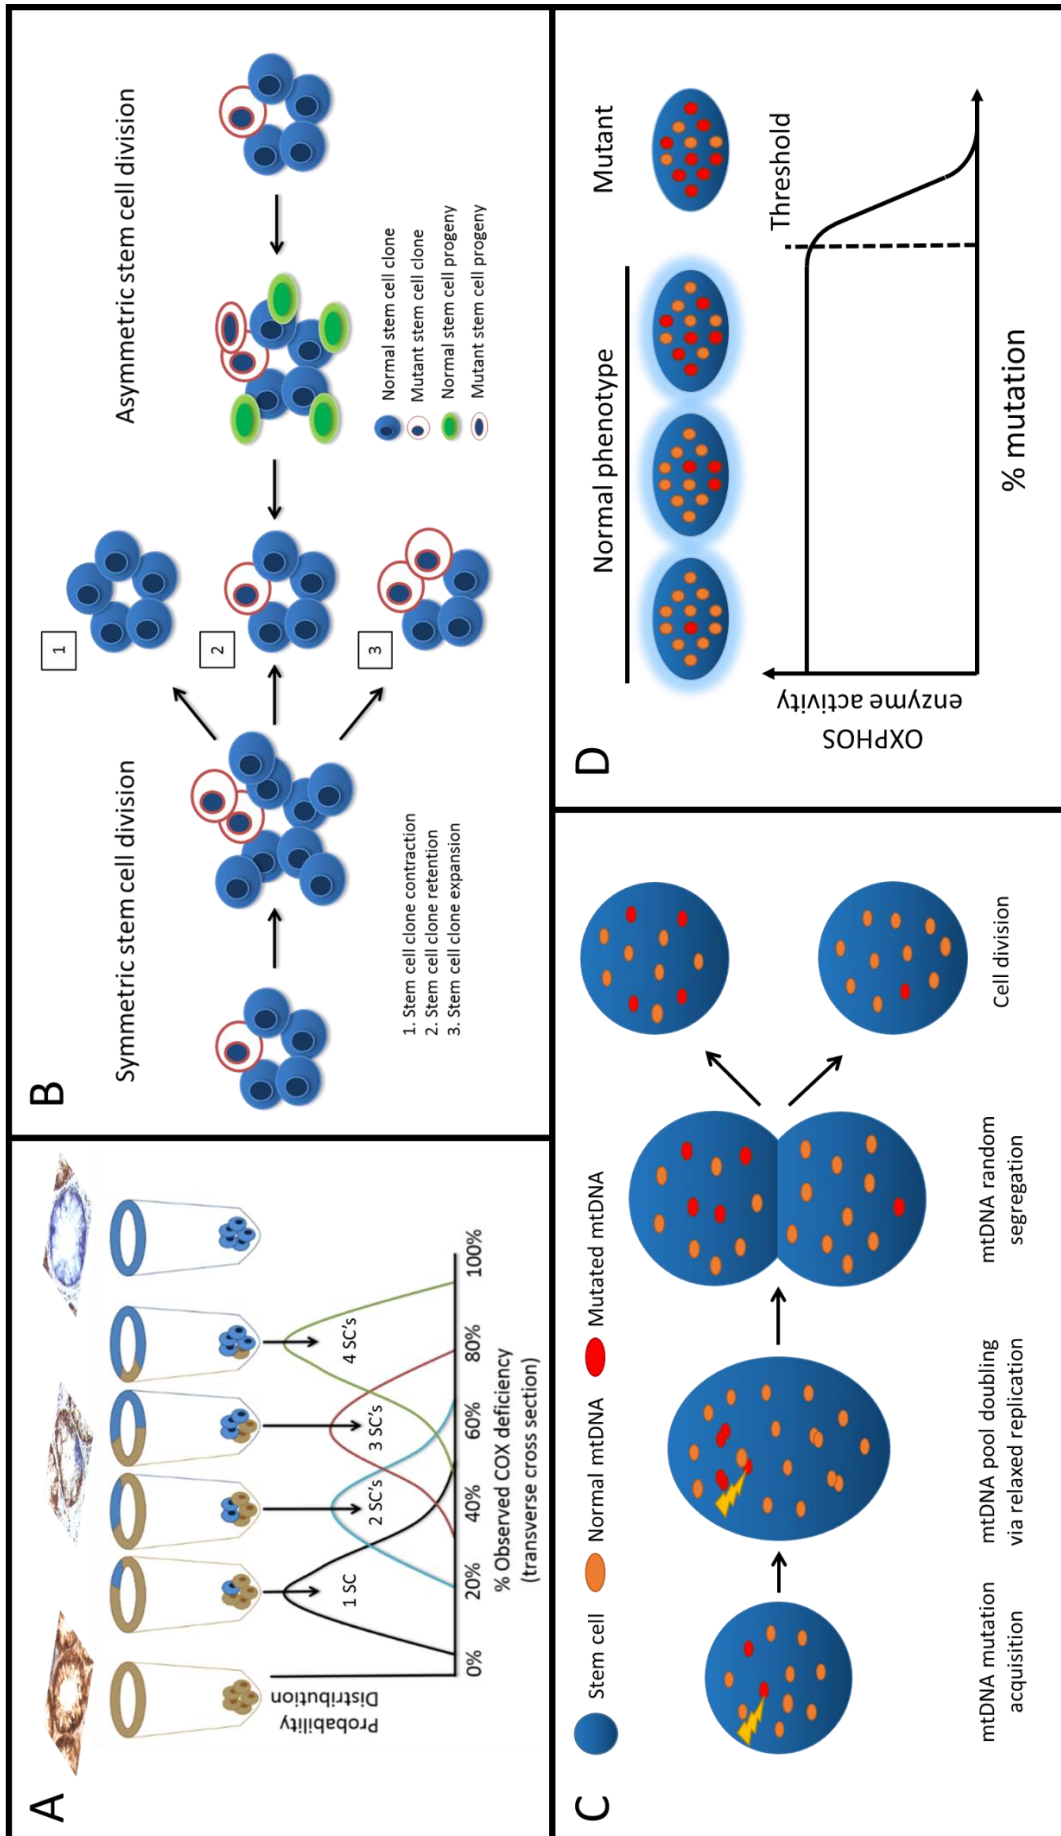 A
Probability
Distribution
1 SC
2 SC's
3 SC's
4 SC's
0%
20%
40%
60%
80%
100%
% Observed COX deficiency
(transverse cross section)
B
Symmetric stem cell division
Asymmetric stem cell division
1
2
3
1. Stem cell clone contraction
2. Stem cell clone retention
3. Stem cell clone expansion
Normal stem cell clone
Mutant stem cell clone
Normal stem cell progeny
Mutant stem cell progeny
C
Stem cell
Normal mtDNA
Mutated mtDNA
mtDNA mutation
acquisition
mtDNA pool doubling
via relaxed replication
mtDNA random
segregation
Cell division
D
Normal phenotype
Mutant
Threshold
OXPHOS
enzyme activity
% mutation